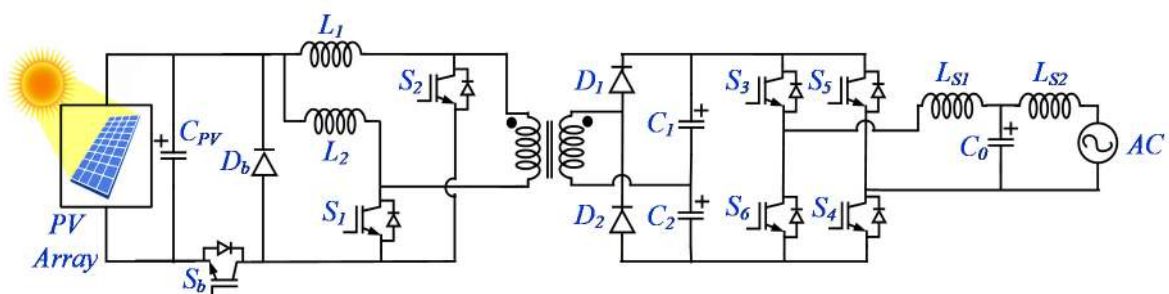 L1
S2
D1
S3
S5
LS1
LS2
CPV
L2
C1
C0
AC
Db
S1
D2
C2
S6
S4
PV
Array
Sb